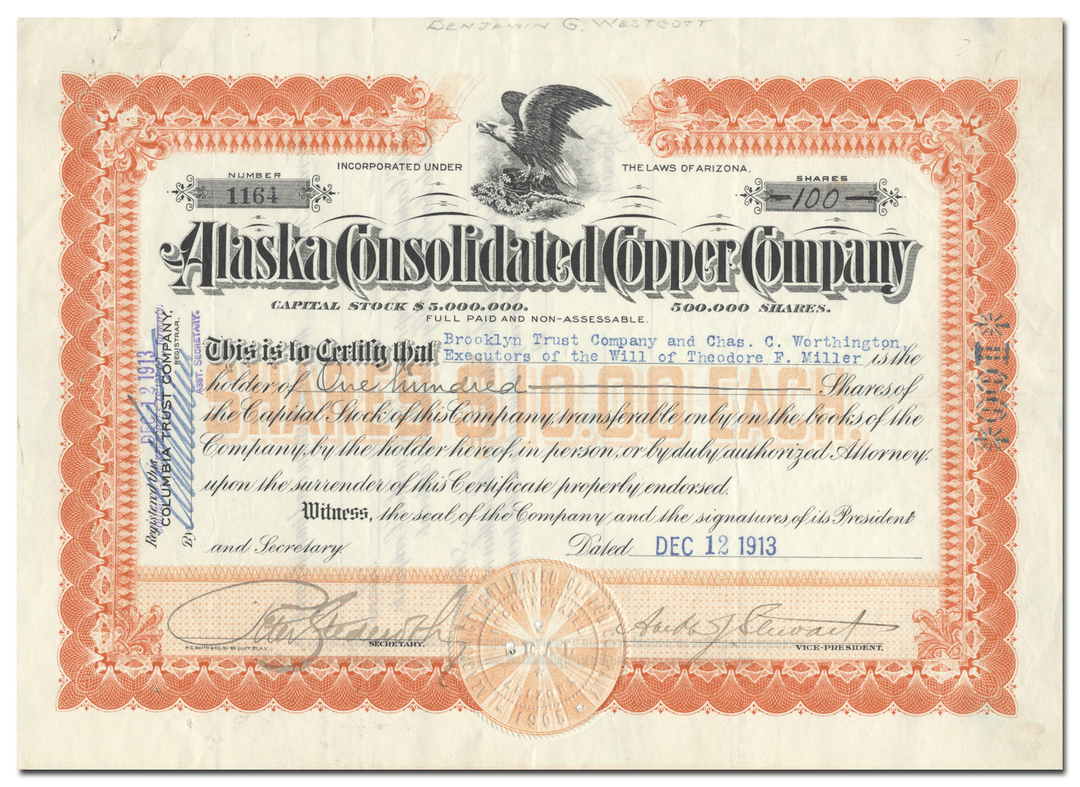 BENJAMIN G. WESTCOTT
INCORPORATED UNDER THE LAWS OF ARIZONA.
NUMBER
1164
SHARES
100
Alaska Consolidated Copper Company
CAPITAL STOCK $5.000.000. 500.000 SHARES.
FULL PAID AND NON-ASSESSABLE.
This is to Certify that Brooklyn Trust Company and Chas. C. Worthington,
Executors of the Will of Theodore F. Miller is the
holder of One hundred Shares of
the Capital Stock of this Company, transferable only on the books of the
Company, by the holder hereof, in person, or by duly authorized Attorney,
upon the surrender of this Certificate properly endorsed.
Witness, the seal of the Company and the signatures of its President
and Secretary Dated DEC 12 1913
SHARES $10.00 EACH.
Registered this 2 1913
COLUMBIA TRUST COMPANY,
REGISTRAR.
By
ASST. SECRETARY.
100
SECRETARY.
Stewart
VICE-PRESIDENT.
SEAL